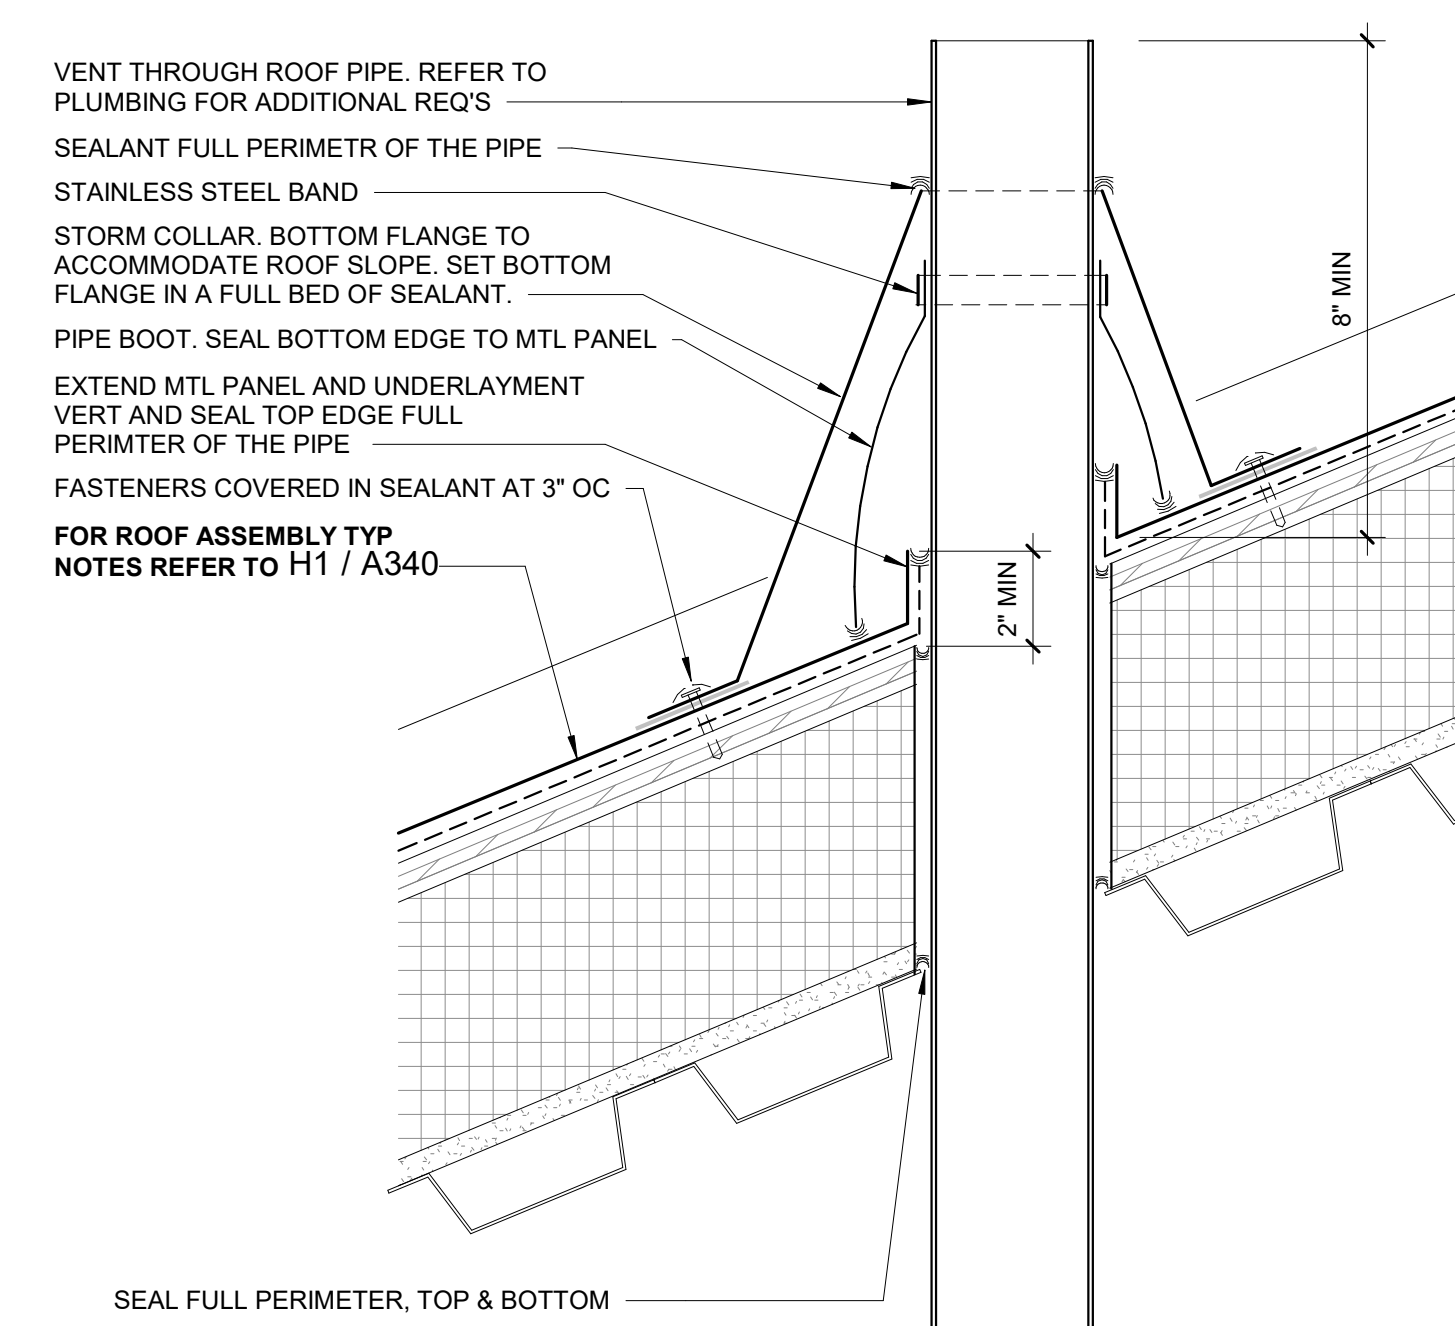 VENT THROUGH ROOF PIPE. REFER TO
PLUMBING FOR ADDITIONAL REQ'S
SEALANT FULL PERIMETR OF THE PIPE
STAINLESS STEEL BAND
STORM COLLAR. BOTTOM FLANGE TO
ACCOMMODATE ROOF SLOPE. SET BOTTOM
FLANGE IN A FULL BED OF SEALANT.
PIPE BOOT. SEAL BOTTOM EDGE TO MTL PANEL
EXTEND MTL PANEL AND UNDERLAYMENT
VERT AND SEAL TOP EDGE FULL
PERIMTER OF THE PIPE
FASTENERS COVERED IN SEALANT AT 3" OC
FOR ROOF ASSEMBLY TYP
NOTES REFER TO H1 / A340
8" MIN
2" MIN
SEAL FULL PERIMETER, TOP & BOTTOM